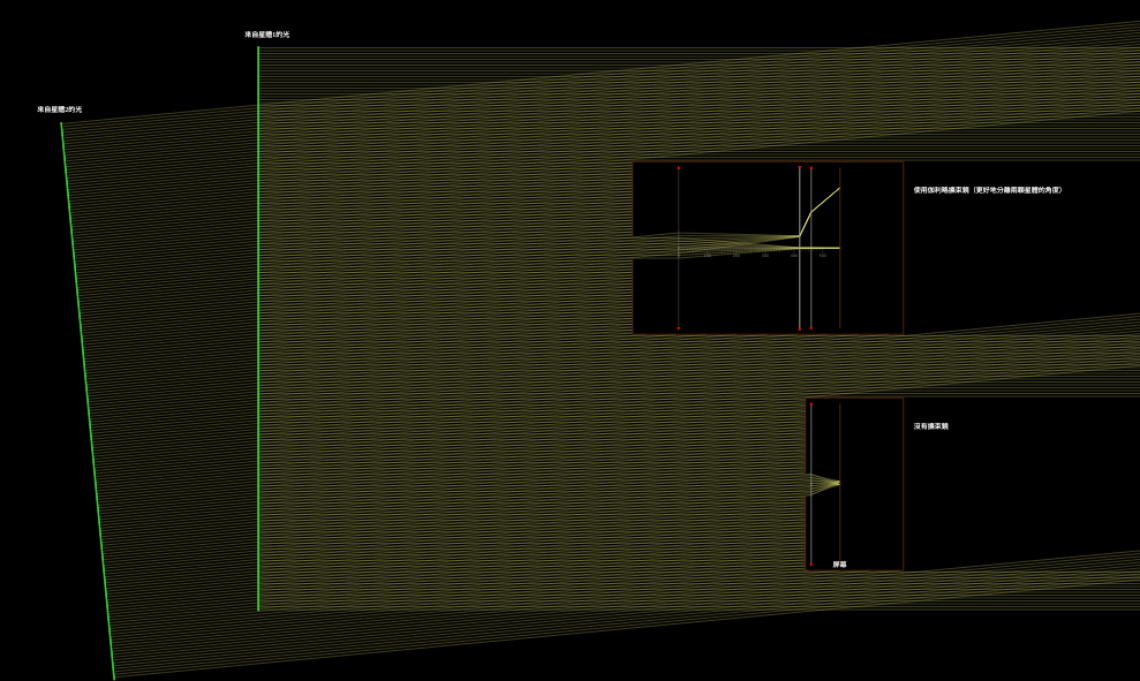 來自星體1的光
來自星體2的光
使用伽利略擴束鏡（更好地分離兩顆星體的角度）
沒有擴束鏡
屏幕